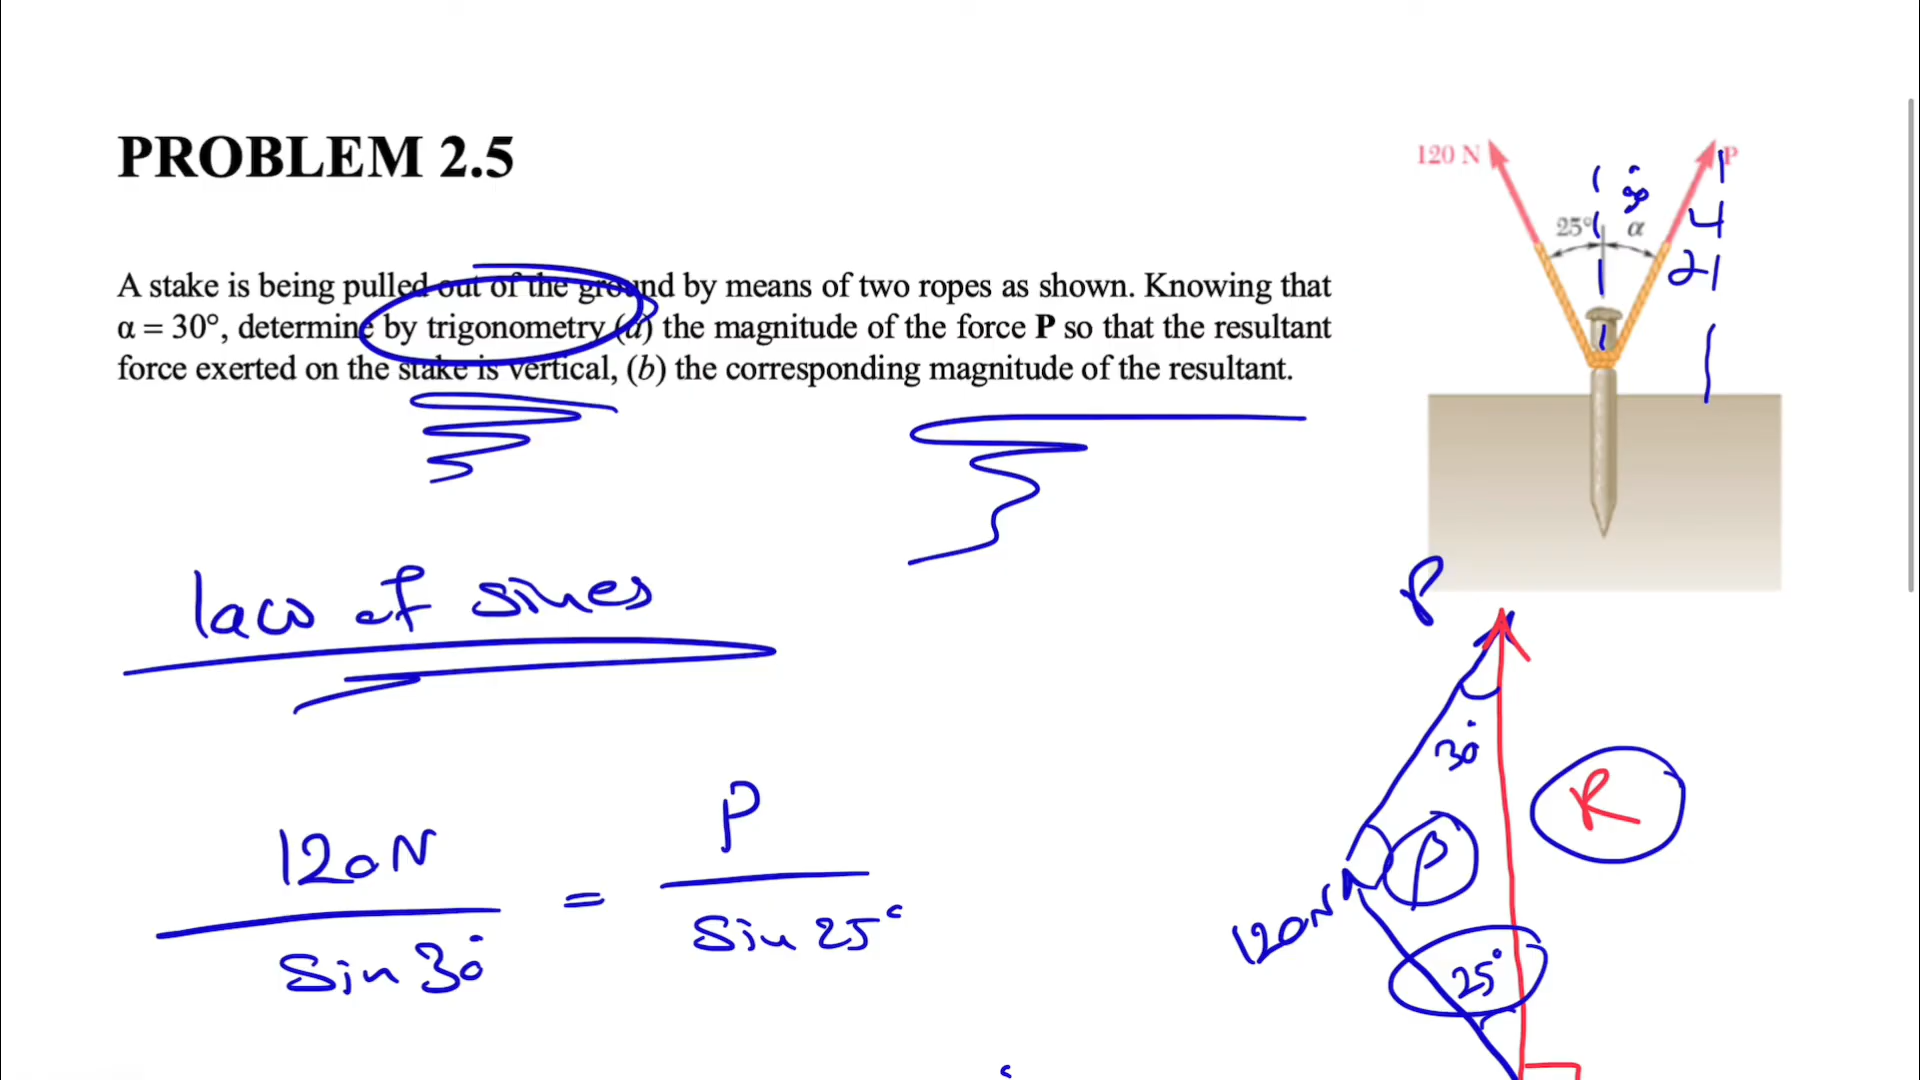 PROBLEM 2.5
A stake is being pulled out of the ground by means of two ropes as shown. Knowing that
α = 30°, determine by trigonometry (a) the magnitude of the force P so that the resultant
force exerted on the stake is vertical, (b) the corresponding magnitude of the resultant.
120 N
P
30°
25°
α
law of sines
P
30°
R
β
120N
25°
120N / sin 30° = P / sin 25°